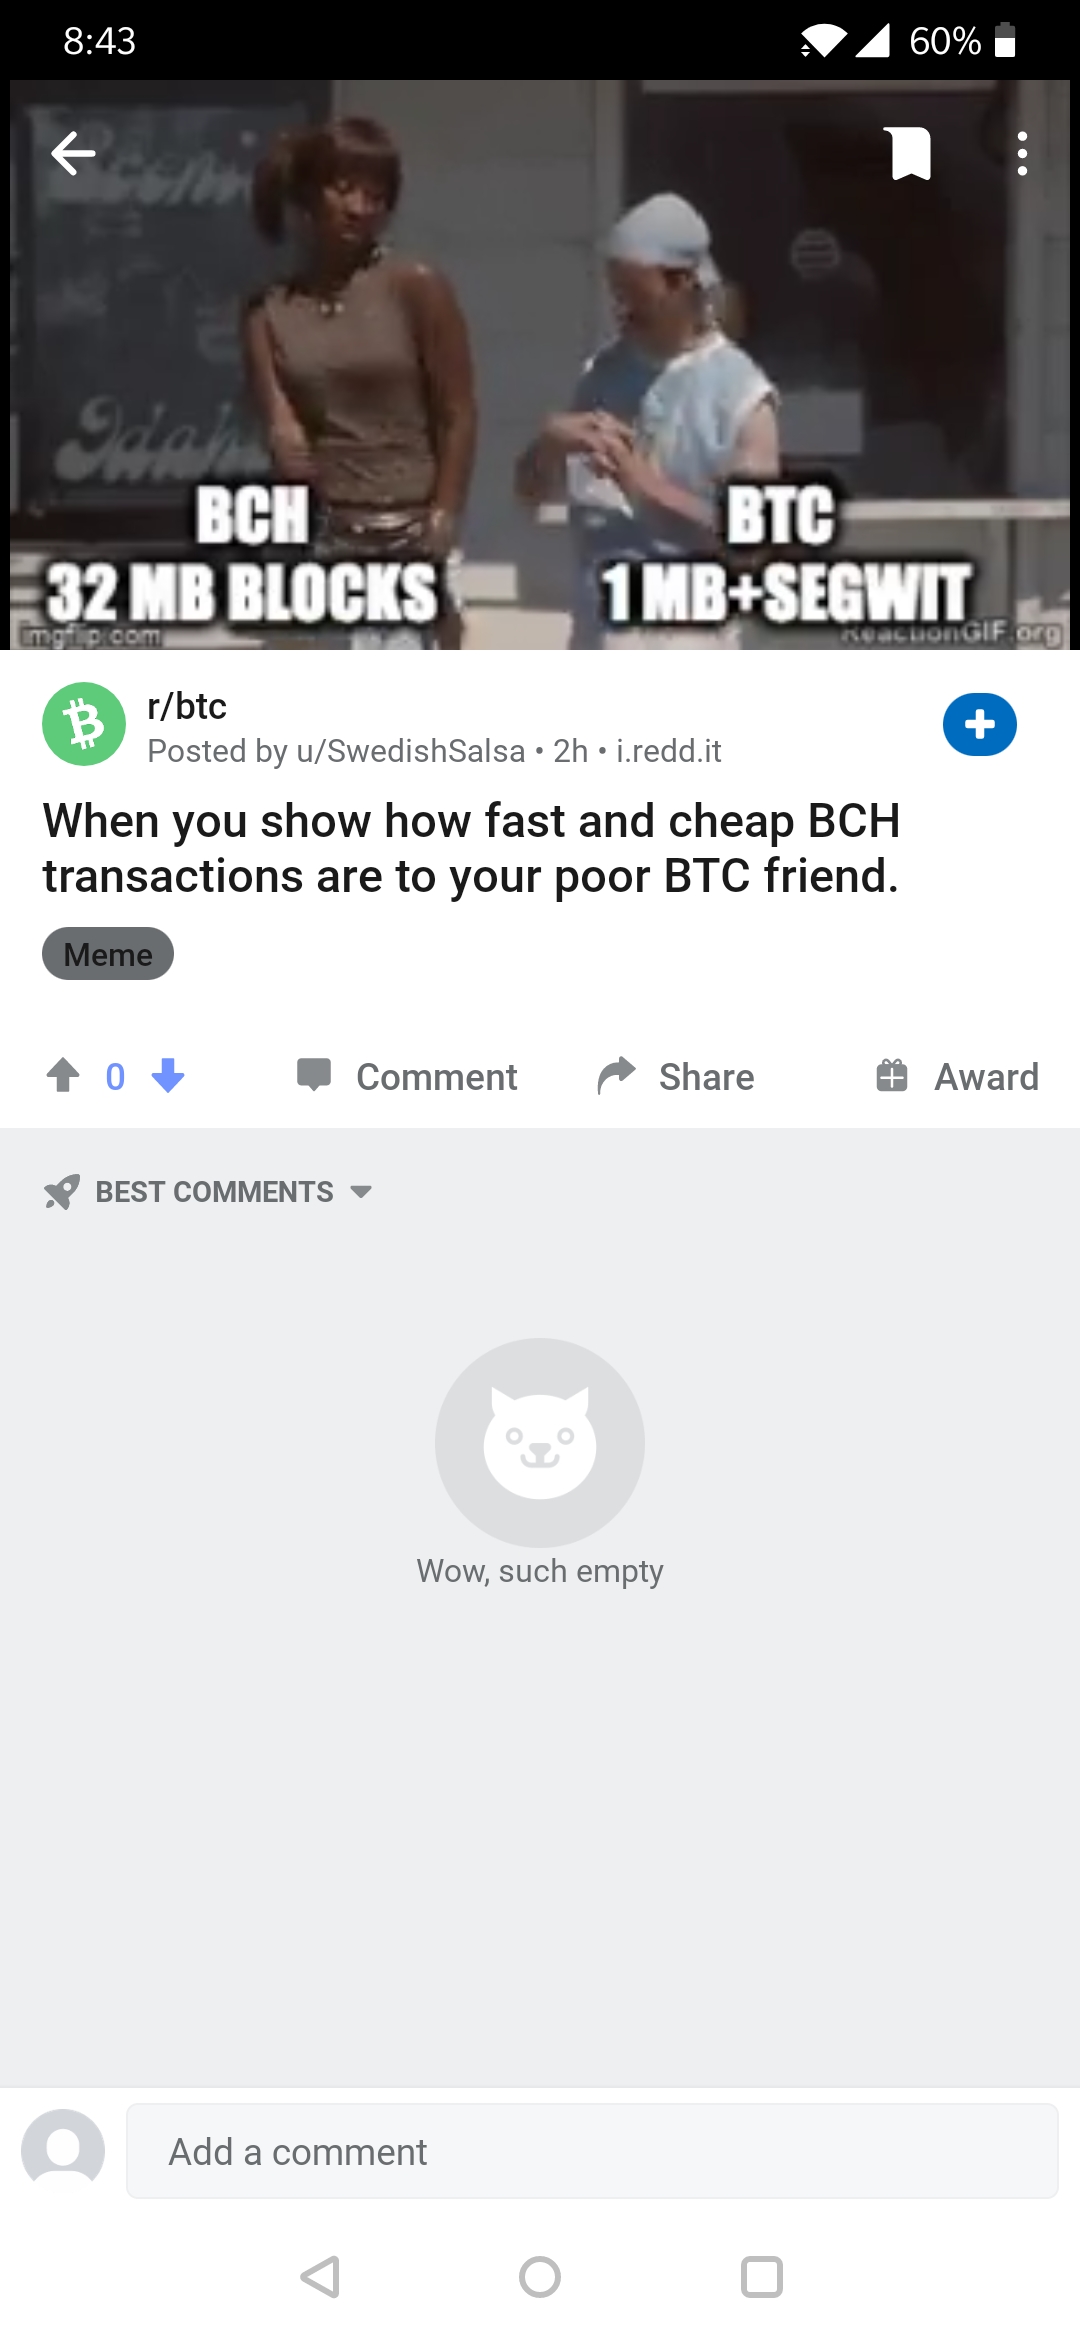 8:43
60%
Idaho
BCH
32 MB BLOCKS
BTC
1 MB+SEGWIT
imgflip.com
ReactionGIF.org
r/btc
Posted by u/SwedishSalsa • 2h • i.redd.it
When you show how fast and cheap BCH
transactions are to your poor BTC friend.
Meme
0
Comment
Share
Award
BEST COMMENTS
Wow, such empty
Add a comment